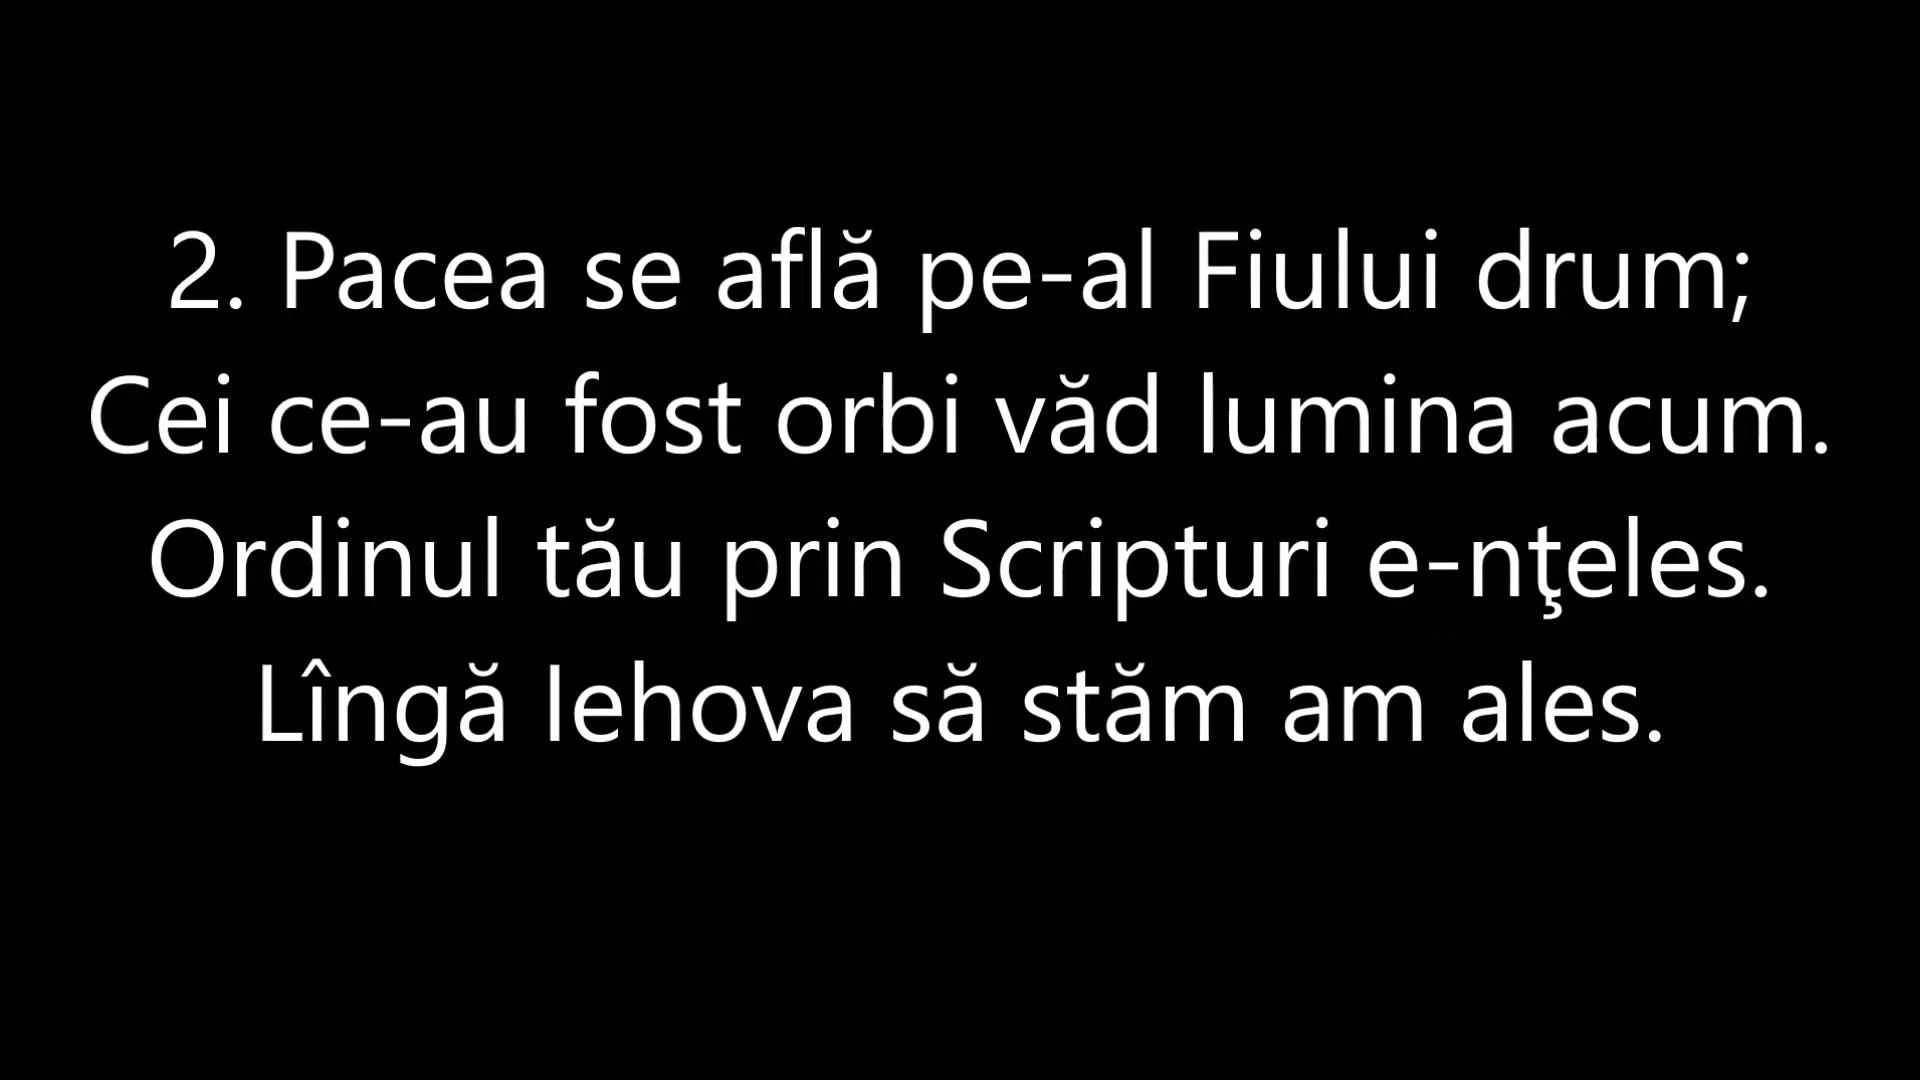 2. Pacea se află pe-al Fiului drum;
Cei ce-au fost orbi văd lumina acum.
Ordinul tău prin Scripturi e-nţeles.
Lîngă Iehova să stăm am ales.